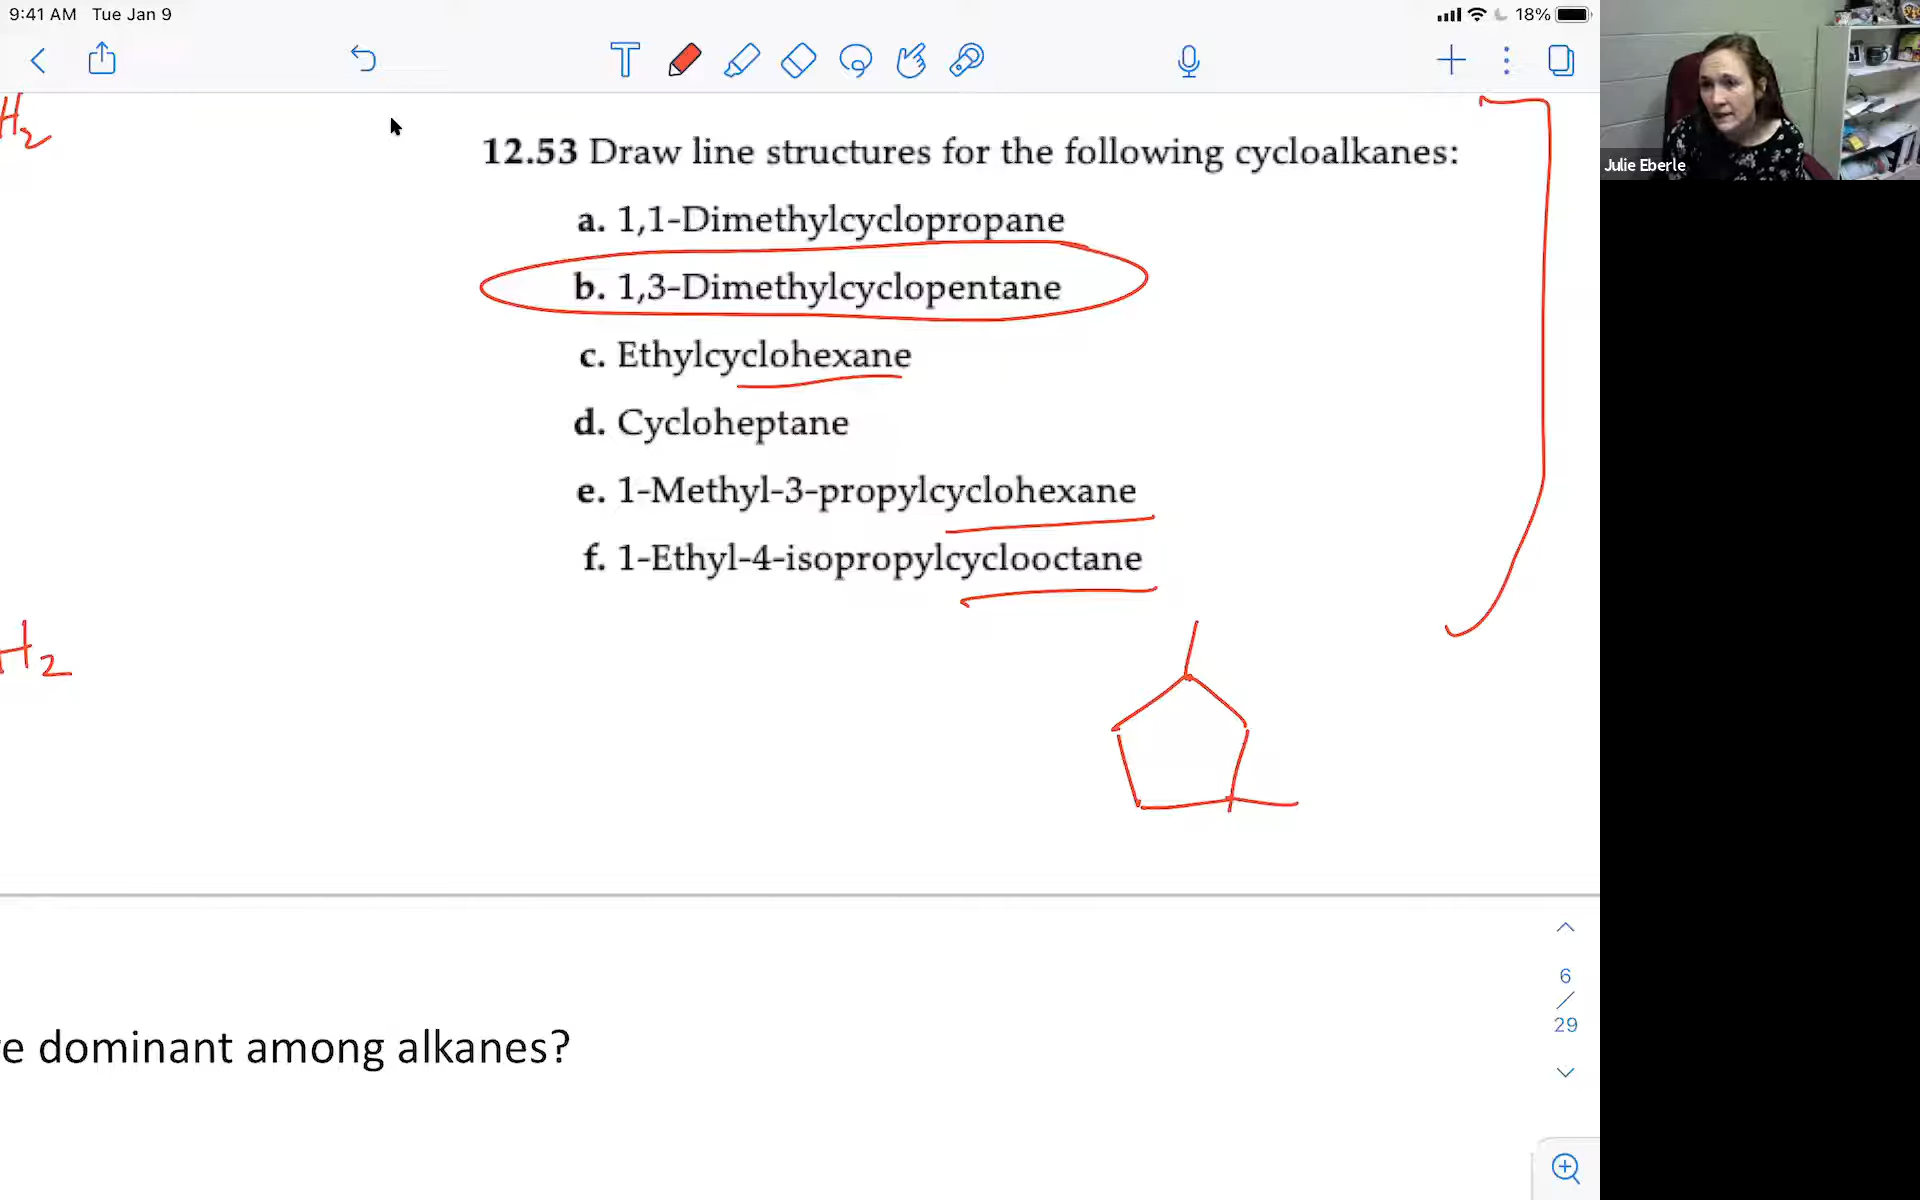 9:41 AM Tue Jan 9
18%
Julie Eberle
H2
12.53 Draw line structures for the following cycloalkanes:
a. 1,1-Dimethylcyclopropane
b. 1,3-Dimethylcyclopentane
c. Ethylcyclohexane
d. Cycloheptane
e. 1-Methyl-3-propylcyclohexane
f. 1-Ethyl-4-isopropylcyclooctane
H2
6
/
29
e dominant among alkanes?